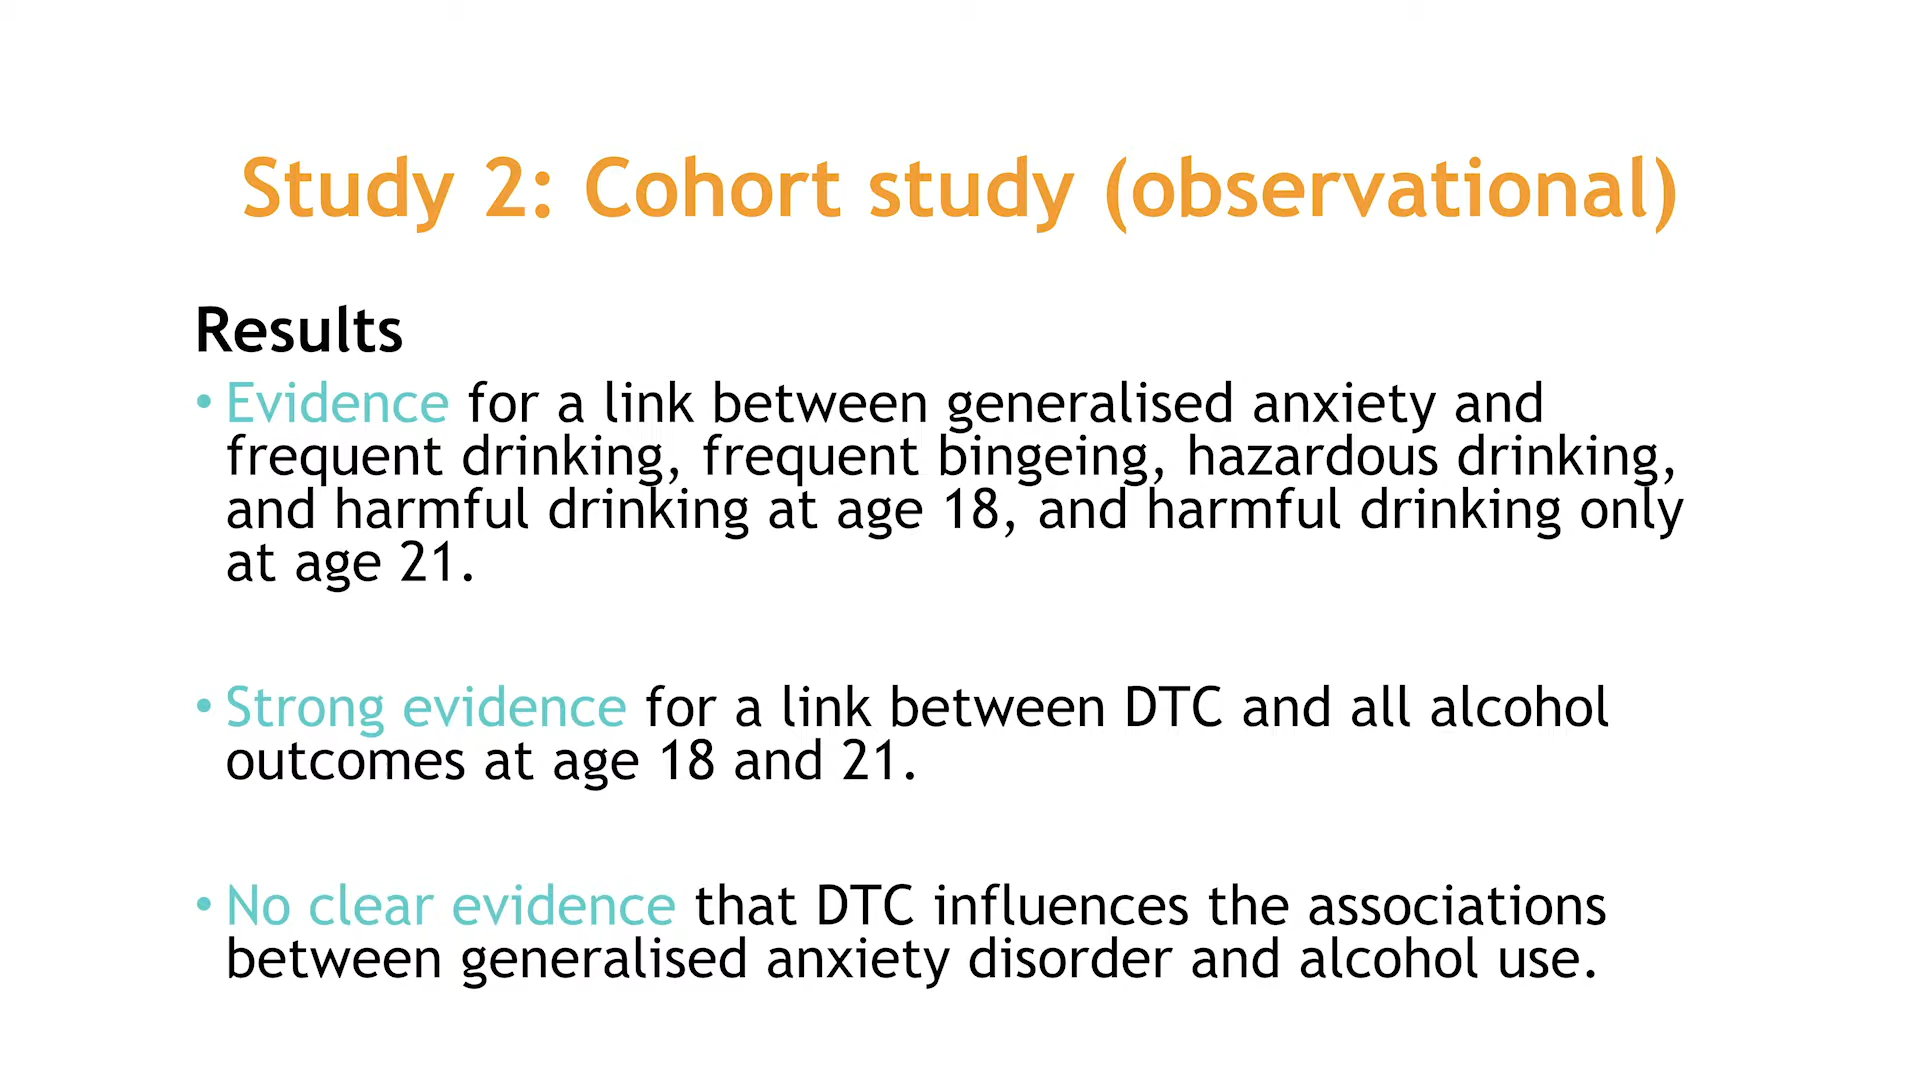 Study 2: Cohort study (observational)
Results
• Evidence for a link between generalised anxiety and
frequent drinking, frequent bingeing, hazardous drinking,
and harmful drinking at age 18, and harmful drinking only
at age 21.
• Strong evidence for a link between DTC and all alcohol
outcomes at age 18 and 21.
• No clear evidence that DTC influences the associations
between generalised anxiety disorder and alcohol use.